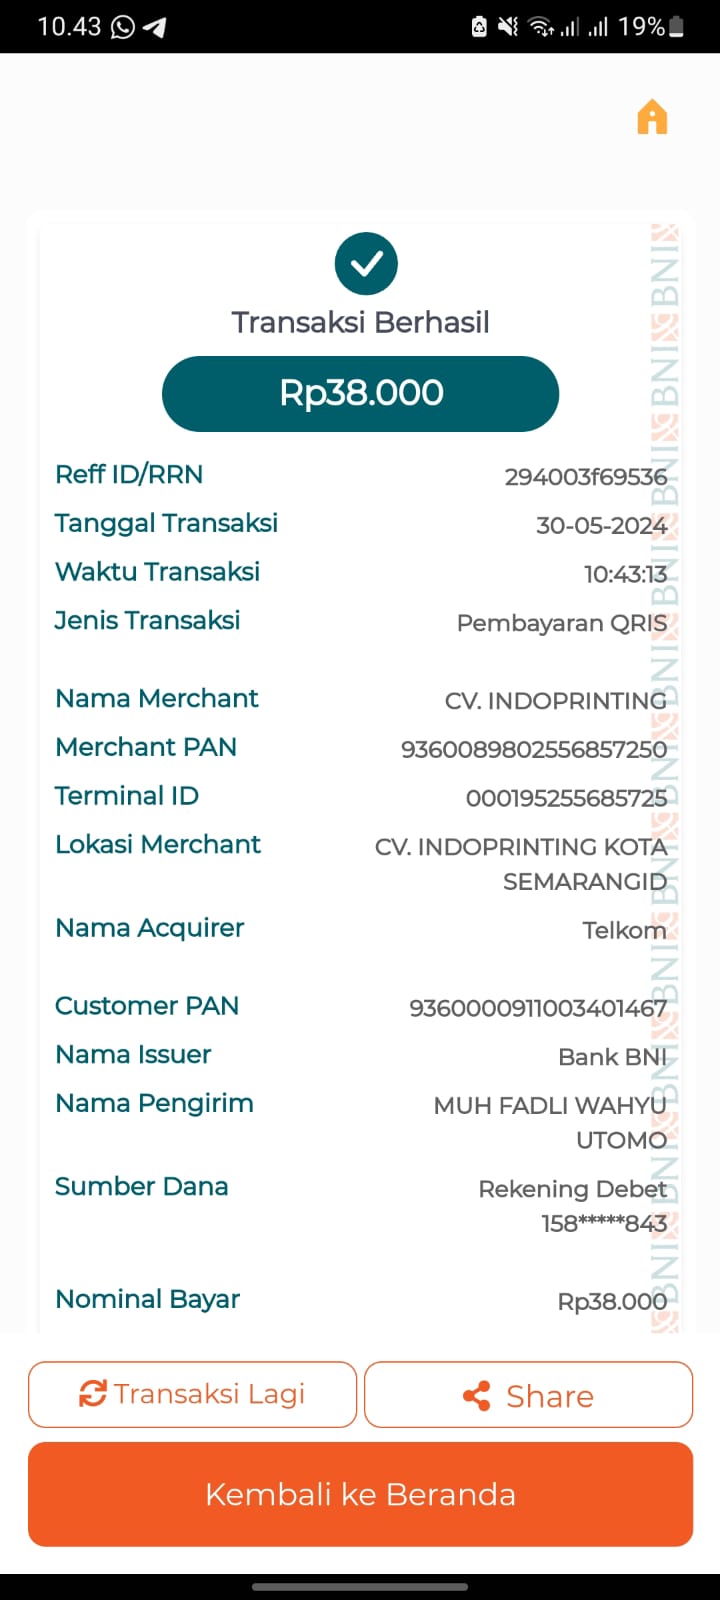 10.43 19%
Transaksi Berhasil
Rp38.000
Reff ID/RRN 294003f69536
Tanggal Transaksi 30-05-2024
Waktu Transaksi 10:43:13
Jenis Transaksi Pembayaran QRIS
Nama Merchant CV. INDOPRINTING
Merchant PAN 9360089802556857250
Terminal ID 000195255685725
Lokasi Merchant CV. INDOPRINTING KOTA
SEMARANGID
Nama Acquirer Telkom
Customer PAN 9360000911003401467
Nama Issuer Bank BNI
Nama Pengirim MUH FADLI WAHYU
UTOMO
Sumber Dana Rekening Debet
158*****843
Nominal Bayar Rp38.000
BNI BNI BNI BNI BNI BNI BNI BNI BNI BNI BNI
Transaksi Lagi Share
Kembali ke Beranda